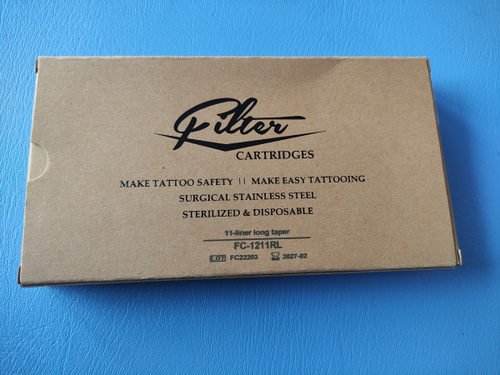 Filter
CARTRIDGES
MAKE TATTOO SAFETY || MAKE EASY TATTOOING
SURGICAL STAINLESS STEEL
STERILIZED & DISPOSABLE
11-liner long taper
FC-1211RL
LOT FC22203 2027-02